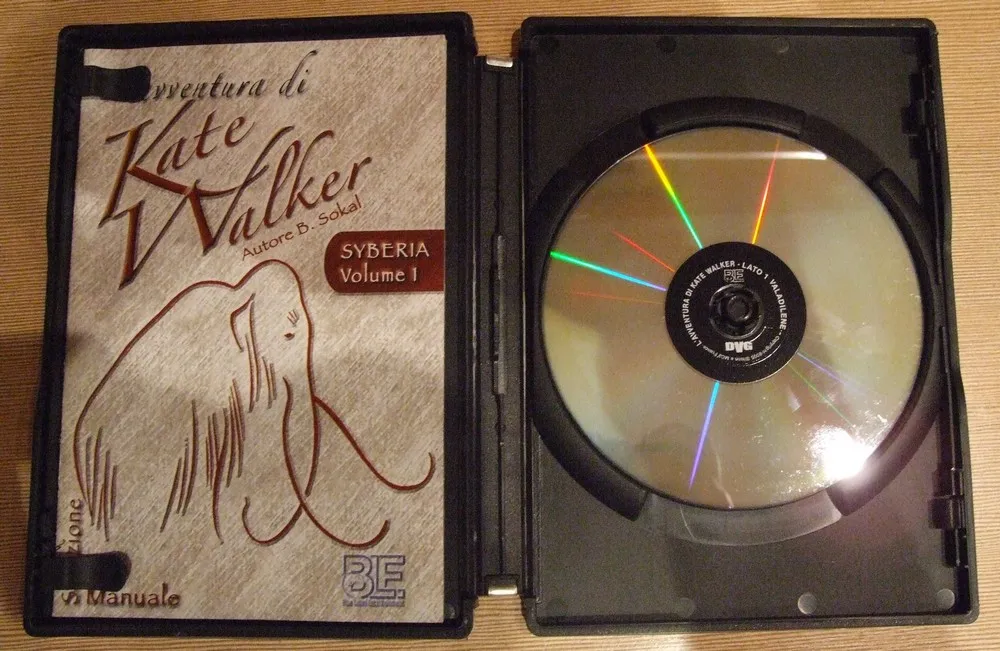 avventura di
Kate
Walker
Autore B. Sokal
SYBERIA
Volume 1
zione
Manuale
B.E.
L'AVVENTURA DI KATE WALKER - LATO 1 VALADILENE -
DVG